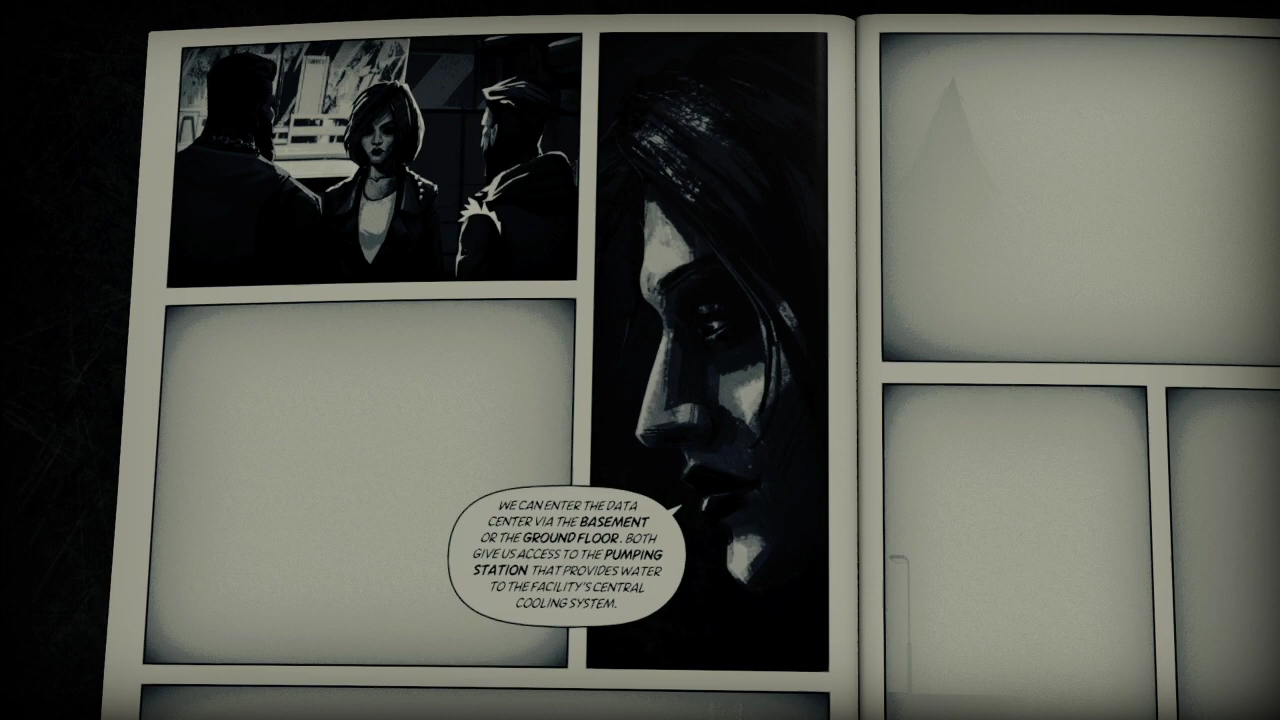 WE CAN ENTER THE DATA
CENTER VIA THE BASEMENT
OR THE GROUND FLOOR. BOTH
GIVE US ACCESS TO THE PUMPING
STATION THAT PROVIDES WATER
TO THE FACILITY'S CENTRAL
COOLING SYSTEM.